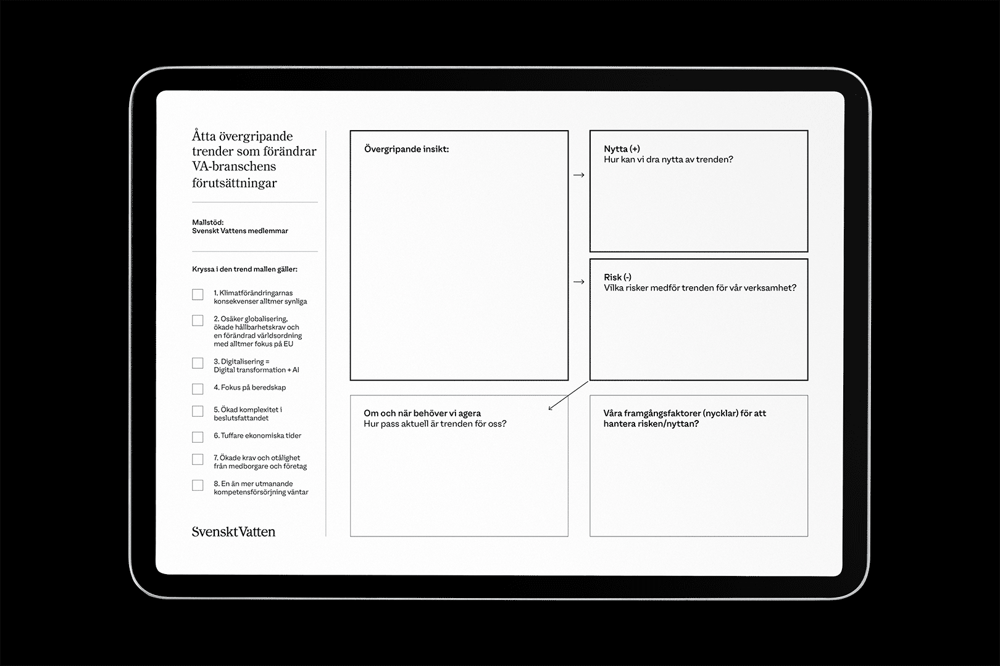 Åtta övergripande
trender som förändrar
VA-branschens
förutsättningar
Mallstöd:
Svenskt Vattens medlemmar
Kryssa i den trend mallen gäller:
1. Klimatförändringarnas
konsekvenser alltmer synliga
2. Osäker globalisering,
ökade hållbarhetskrav och
en förändrad världsordning
med alltmer fokus på EU
3. Digitalisering =
Digital transformation + AI
4. Fokus på beredskap
5. Ökad komplexitet i
beslutsfattandet
6. Tuffare ekonomiska tider
7. Ökade krav och otålighet
från medborgare och företag
8. En än mer utmanande
kompetensförsörjning väntar
Svenskt Vatten
Övergripande insikt:
Nytta (+)
Hur kan vi dra nytta av trenden?
Risk (-)
Vilka risker medför trenden för vår verksamhet?
Om och när behöver vi agera
Hur pass aktuell är trenden för oss?
Våra framgångsfaktorer (nycklar) för att
hantera risken/nyttan?